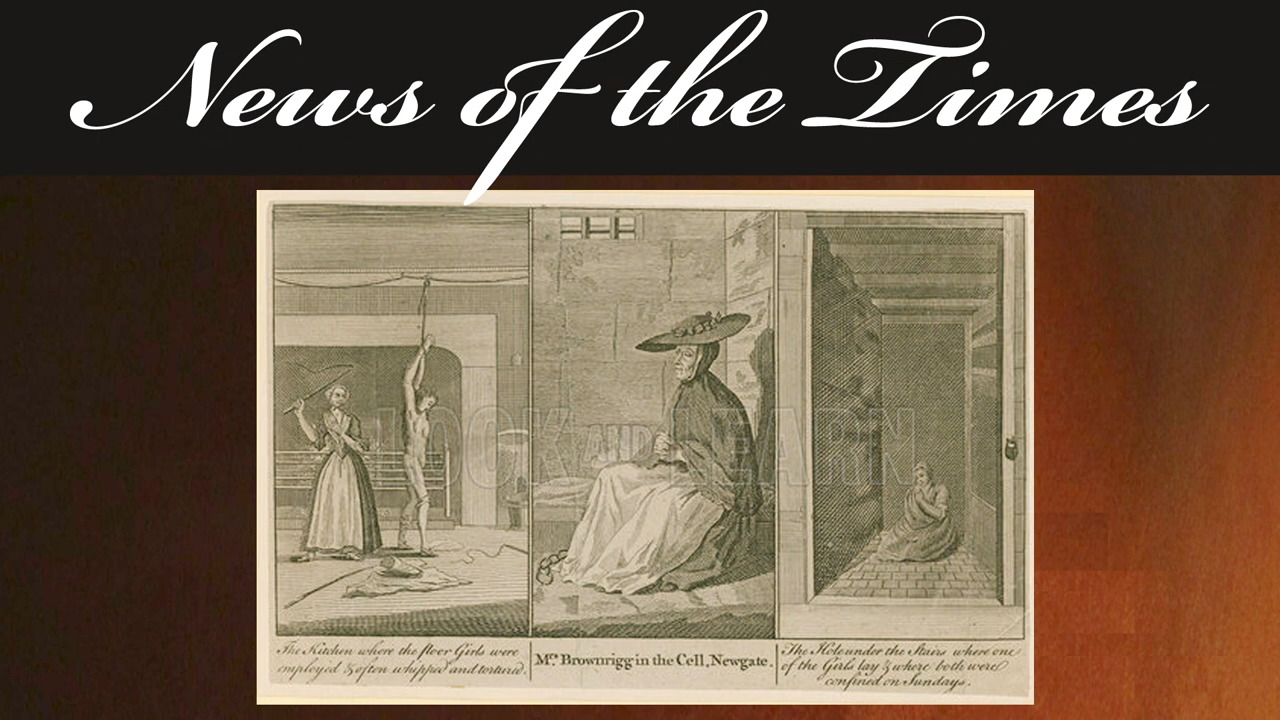 News of the Times
LOOK AND LEARN
The Kitchen where the poor Girls were
employed & often whipped and tortured.
Mrs. Brownrigg in the Cell, Newgate.
The Hole under the Stairs where one
of the Girls lay & where both were
confined on Sundays.